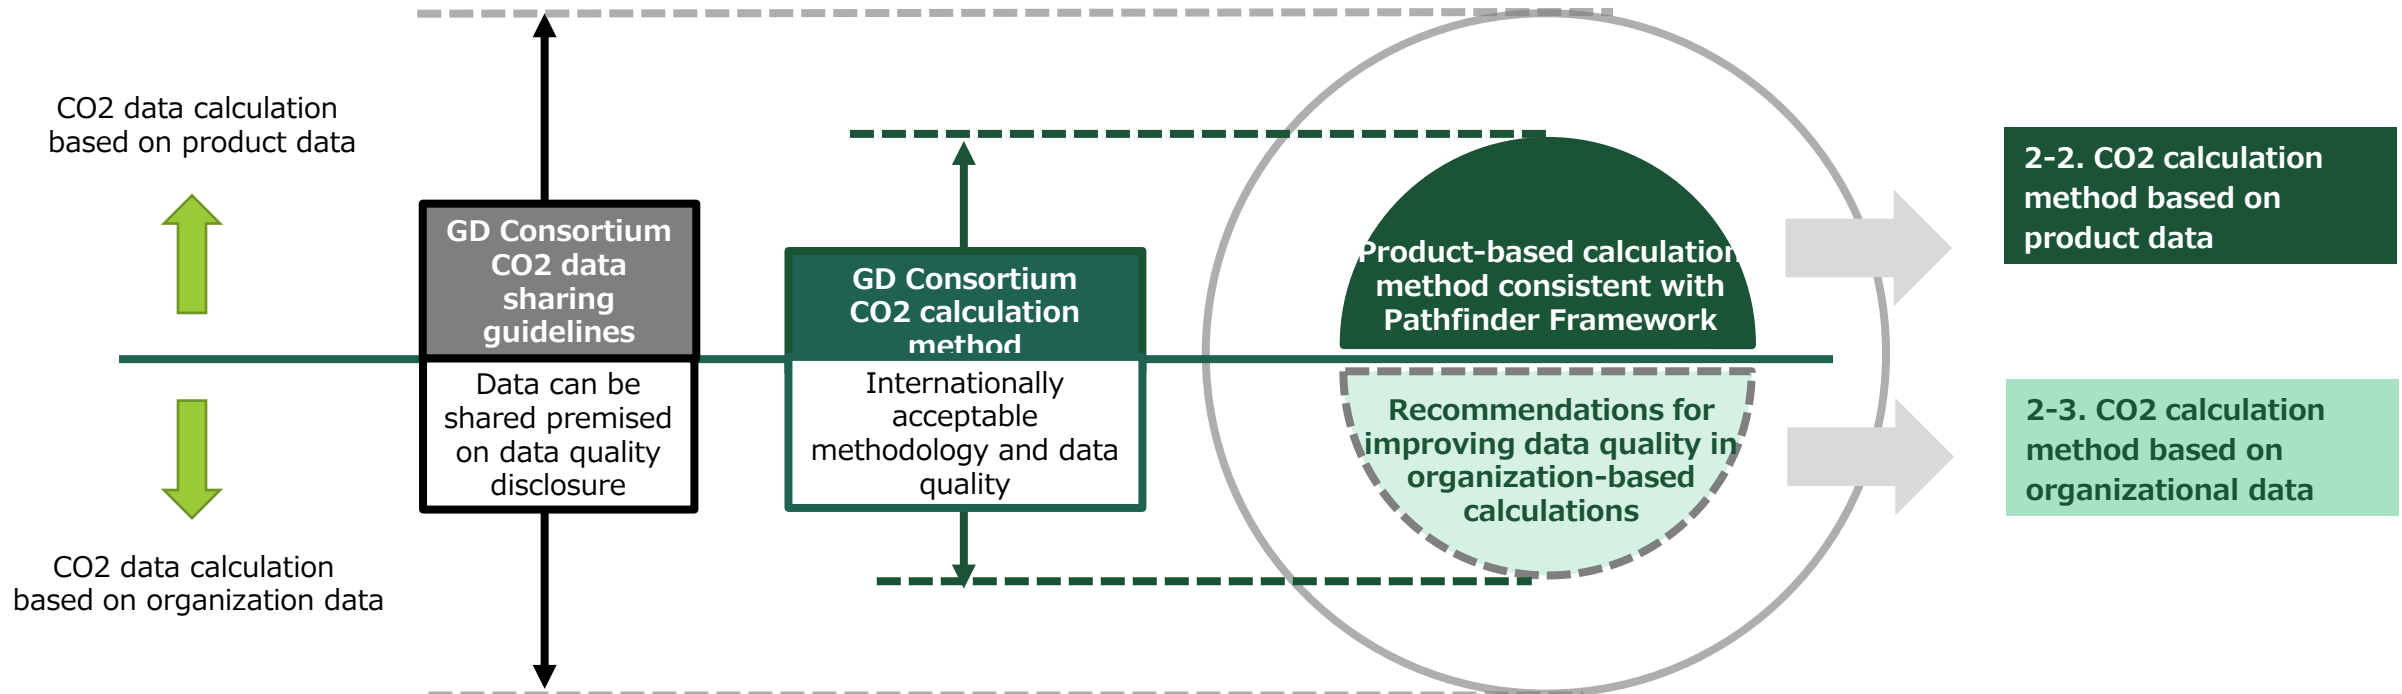 CO2 data calculation
based on product data
GD Consortium
CO2 data
sharing
guidelines
Data can be
shared premised
on data quality
disclosure
CO2 data calculation
based on organization data
GD Consortium
CO2 calculation
method
Internationally
acceptable
methodology and data
quality
Product-based calculation
method consistent with
Pathfinder Framework
Recommendations for
improving data quality in
organization-based
calculations
2-2. CO2 calculation
method based on
product data
2-3. CO2 calculation
method based on
organizational data